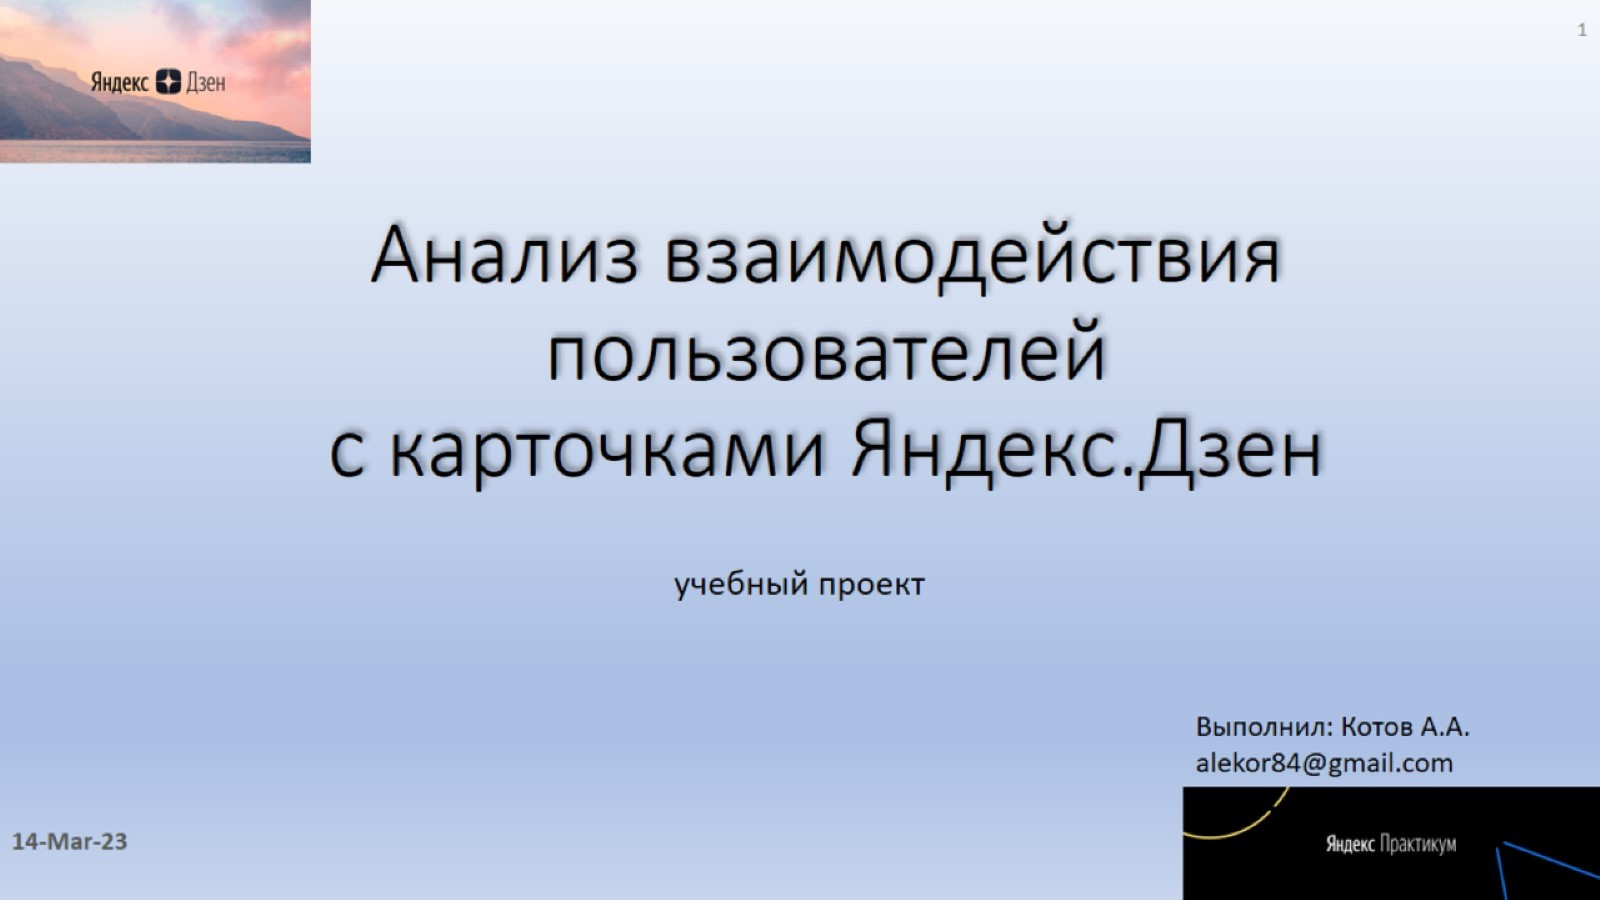 Яндекс Дзен
1
Анализ взаимодействия
пользователей
с карточками Яндекс.Дзен
учебный проект
Выполнил: Котов А.А.
alekor84@gmail.com
14-Mar-23
Яндекс Практикум